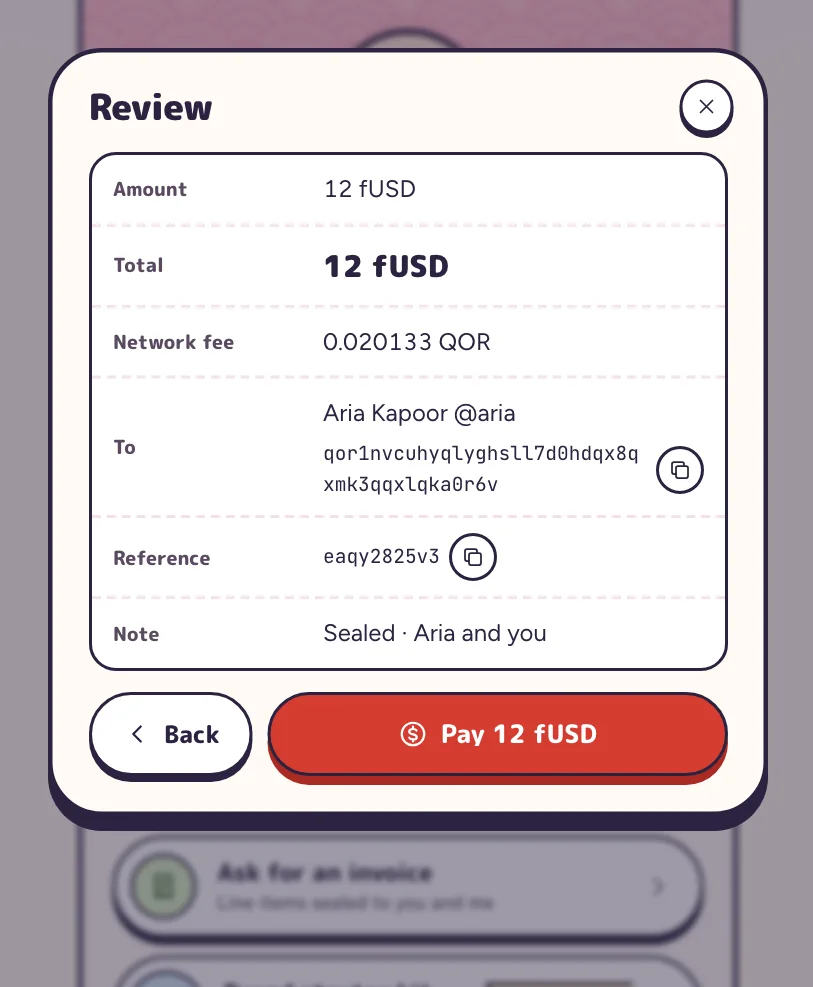 Review
Amount
12 fUSD
Total
12 fUSD
Network fee
0.020133 QOR
To
Aria Kapoor @aria
qor1nvcuhyqlyghsll7d0hdqx8q
xmk3qqxlqka0r6v
Reference
eaqy2825v3
Note
Sealed · Aria and you
Back
Pay 12 fUSD
Ask for an invoice
Line items sealed to you and me